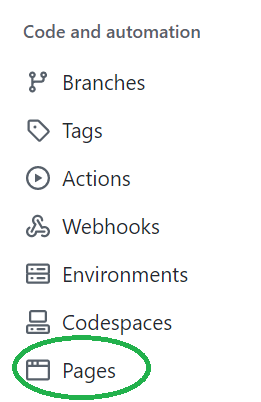 Code and automation
Branches
Tags
Actions
Webhooks
Environments
Codespaces
Pages